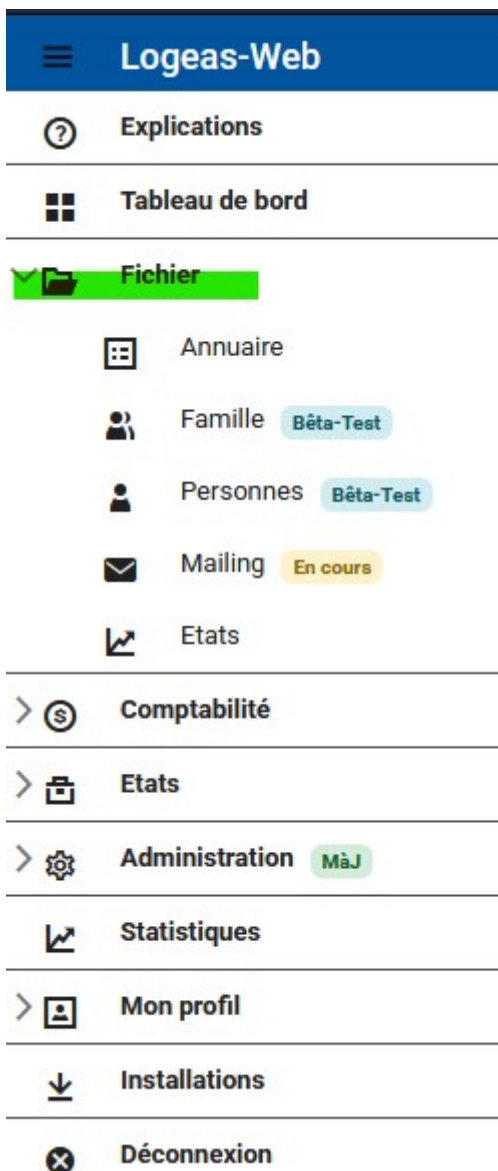 Logeas-Web
Explications
Tableau de bord
Fichier
Annuaire
Famille Bêta-Test
Personnes Bêta-Test
Mailing En cours
Etats
Comptabilité
Etats
Administration MàJ
Statistiques
Mon profil
Installations
Déconnexion